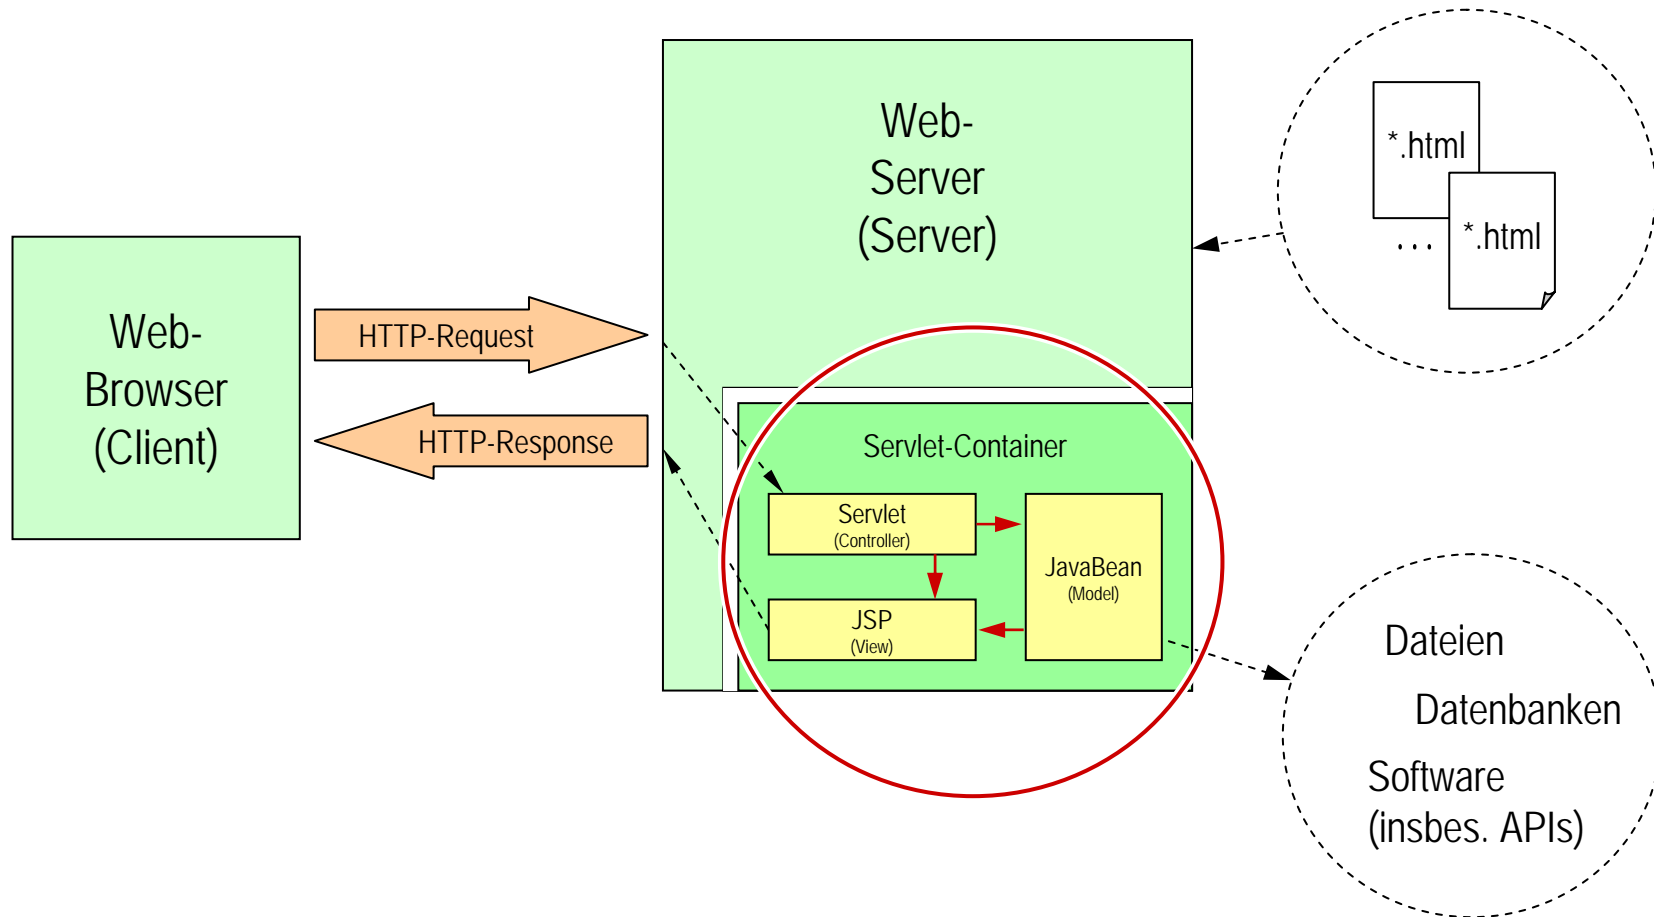 Web-
Browser
(Client)
HTTP-Request
HTTP-Response
Web-
Server
(Server)
Servlet-Container
Servlet
(Controller)
JavaBean
(Model)
JSP
(View)
*.html
*.html
...
Dateien
Datenbanken
Software
(insbes. APIs)